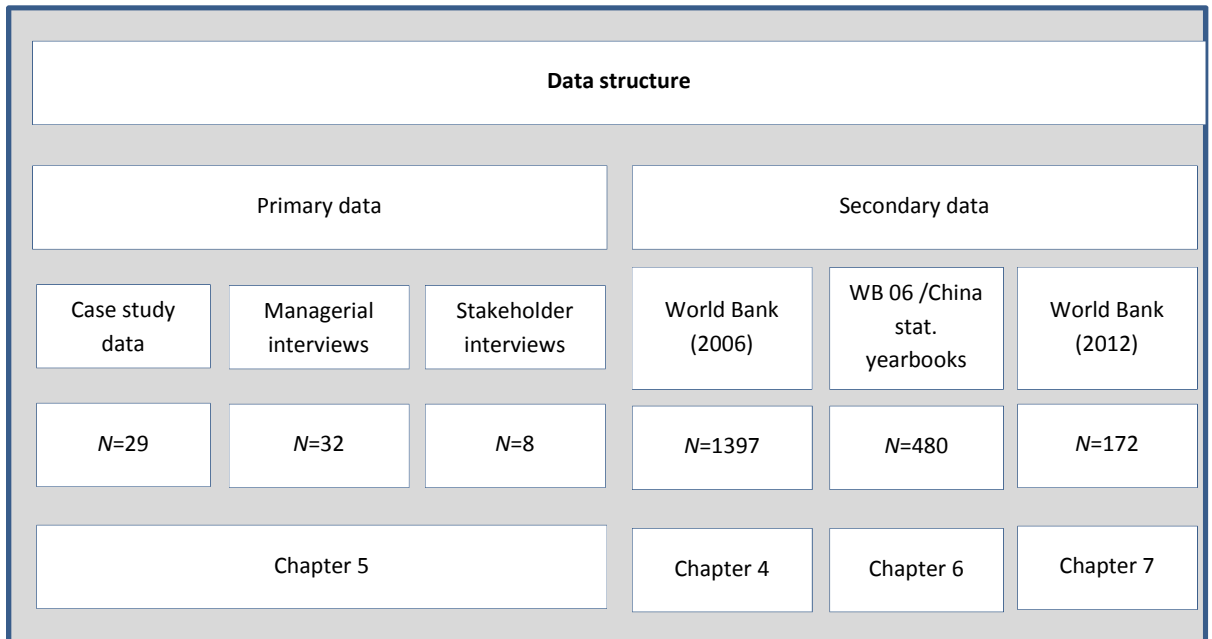 Data structure
Primary data
Secondary data
Case study
data
Managerial
interviews
Stakeholder
interviews
World Bank
(2006)
WB 06 /China
stat.
yearbooks
World Bank
(2012)
N=29
N=32
N=8
N=1397
N=480
N=172
Chapter 5
Chapter 4
Chapter 6
Chapter 7